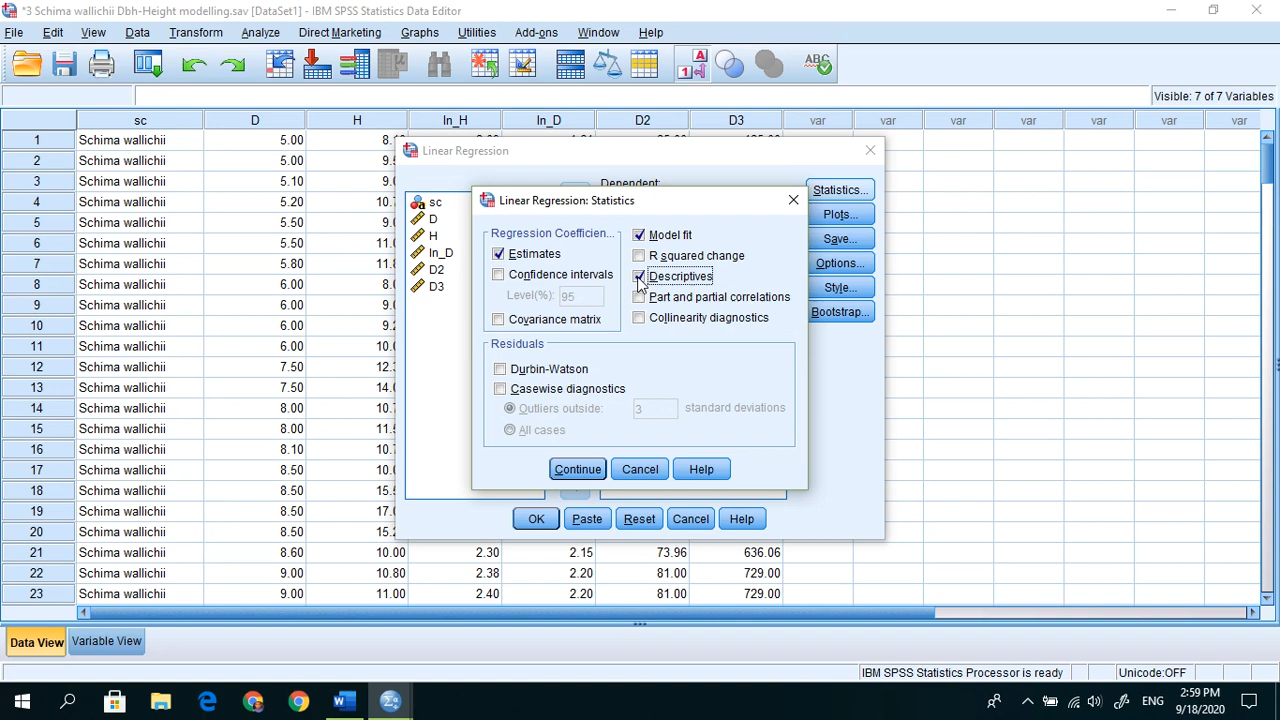 *3 Schima wallichii Dbh-Height modelling.sav [DataSet1] - IBM SPSS Statistics Data Editor
File Edit View Data Transform Analyze Direct Marketing Graphs Utilities Add-ons Window Help
Visible: 7 of 7 Variables
sc D H ln_H ln_D D2 D3 var var var var var
1 Schima wallichii 5.00
2 Schima wallichii 5.00
3 Schima wallichii 5.10
4 Schima wallichii 5.20
5 Schima wallichii 5.50
6 Schima wallichii 5.50
7 Schima wallichii 5.80
8 Schima wallichii 6.00
9 Schima wallichii 6.00
10 Schima wallichii 6.00
11 Schima wallichii 6.00
12 Schima wallichii 7.50
13 Schima wallichii 7.50
14 Schima wallichii 8.00
15 Schima wallichii 8.00
16 Schima wallichii 8.10
17 Schima wallichii 8.50
18 Schima wallichii 8.50
19 Schima wallichii 8.50
20 Schima wallichii 8.50
21 Schima wallichii 8.60 10.00 2.30 2.15 73.96 636.06
22 Schima wallichii 9.00 10.80 2.38 2.20 81.00 729.00
23 Schima wallichii 9.00 11.00 2.40 2.20 81.00 729.00
Linear Regression
Dependent:
sc
D
H
ln_D
D2
D3
Statistics...
Plots...
Save...
Options...
Style...
Bootstrap...
Linear Regression: Statistics
Regression Coefficien...
Estimates
Confidence intervals
Level(%): 95
Covariance matrix
Model fit
R squared change
Descriptives
Part and partial correlations
Collinearity diagnostics
Residuals
Durbin-Watson
Casewise diagnostics
Outliers outside: 3 standard deviations
All cases
Continue Cancel Help
OK Paste Reset Cancel Help
Data View Variable View
IBM SPSS Statistics Processor is ready Unicode:OFF
ENG 2:59 PM
9/18/2020